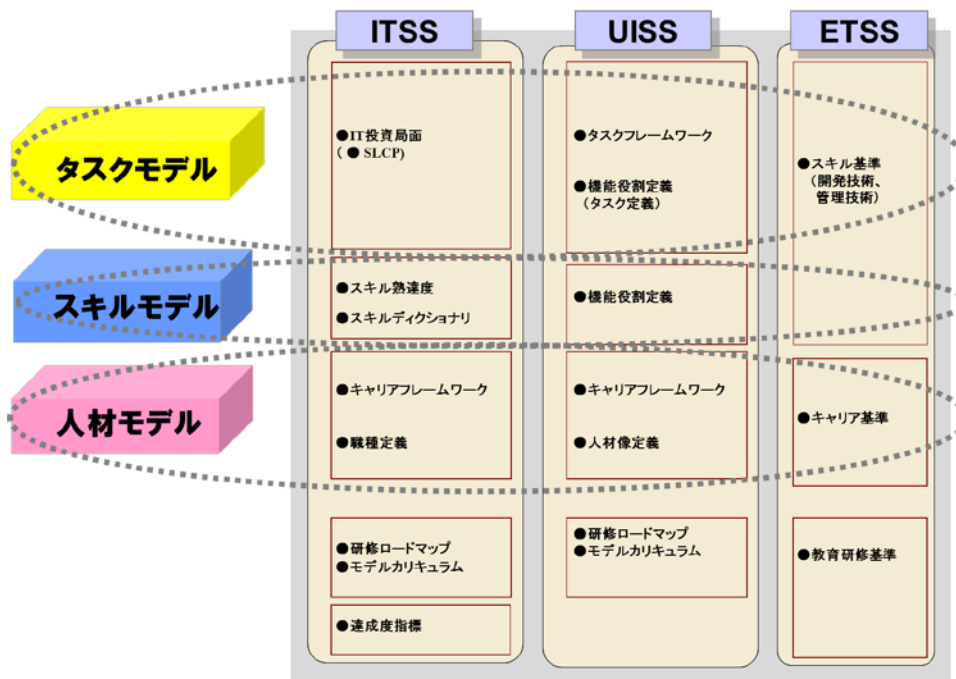 ITSS
UISS
ETSS
タスクモデル
●IT投資局面
(● SLCP)
●タスクフレームワーク
●機能役割定義
(タスク定義)
●スキル基準
(開発技術、
管理技術)
スキルモデル
●スキル熟達度
●スキルディクショナリ
●機能役割定義
人材モデル
●キャリアフレームワーク
●職種定義
●キャリアフレームワーク
●人材像定義
●キャリア基準
●研修ロードマップ
●モデルカリキュラム
●研修ロードマップ
●モデルカリキュラム
●教育研修基準
●達成度指標